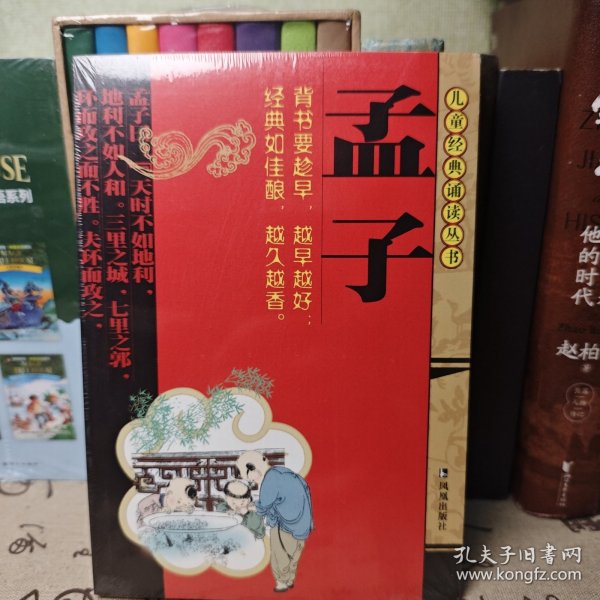 孟子
儿童经典诵读丛书
背书要趁早，越早越好；
经典如佳酿，越久越香。
孟子曰：天时不如地利，
地利不如人和。三里之城，七里之郭，
环而攻之而不胜。夫环而攻之，
凤凰出版社
他的时代
赵柏
著
孔夫子旧书网
www.kongfz.com